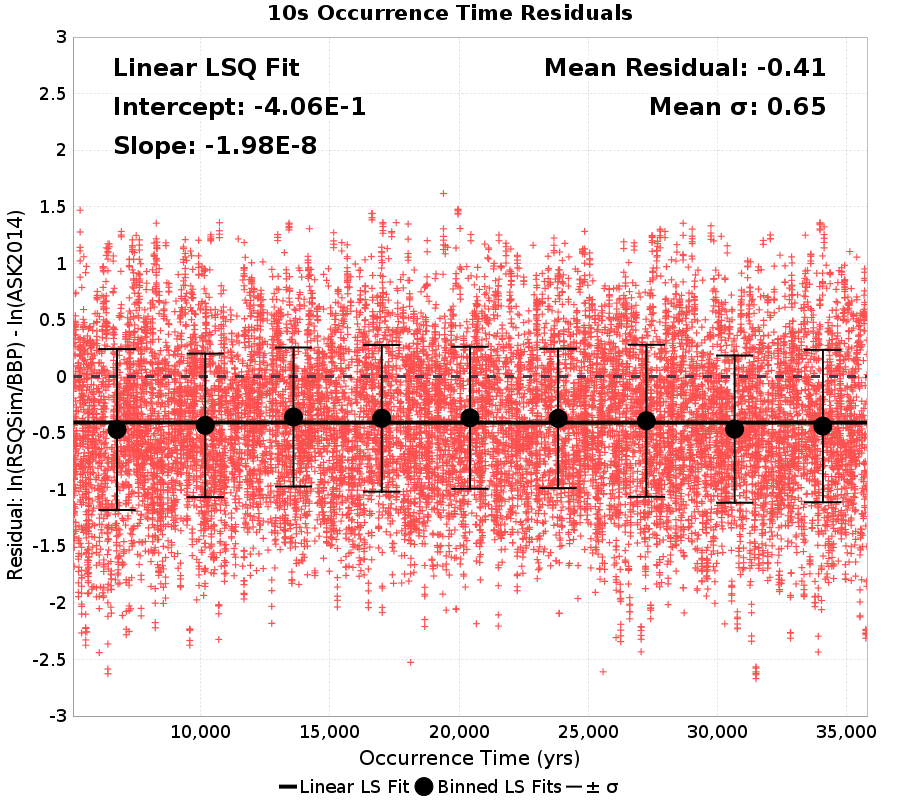 10s Occurrence Time Residuals
Linear LSQ Fit
Intercept: -4.06E-1
Slope: -1.98E-8
Mean Residual: -0.41
Mean σ: 0.65
Residual: ln(RSQSim/BBP) - ln(ASK2014)
3
2.5
2
1.5
1
0.5
0
-0.5
-1
-1.5
-2
-2.5
-3
10,000 15,000 20,000 25,000 30,000 35,000
Occurrence Time (yrs)
Linear LS Fit Binned LS Fits ± σ